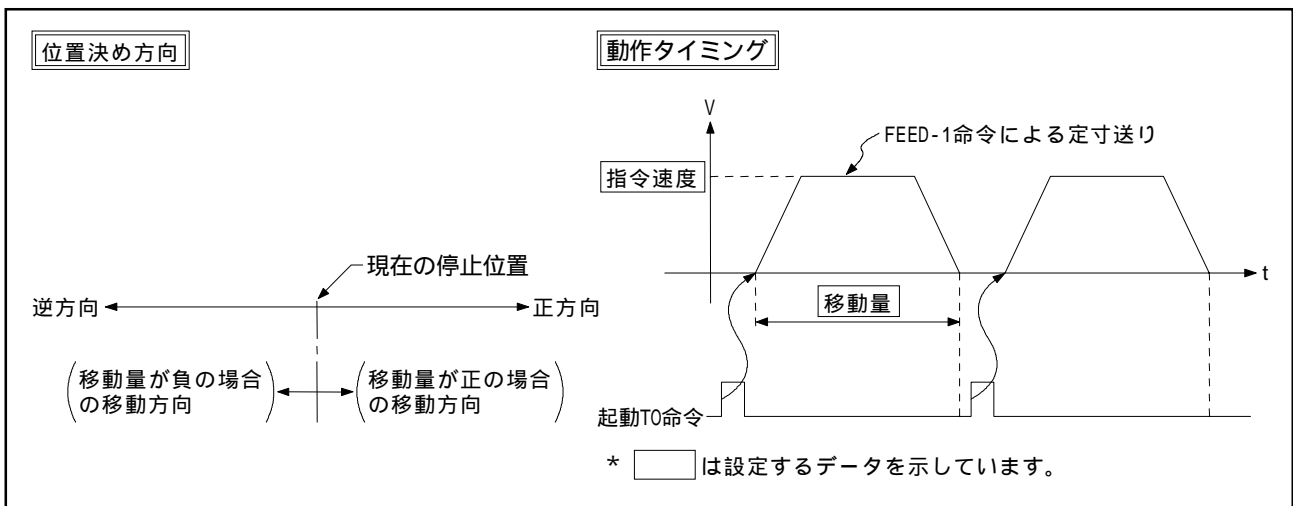 位置決め方向
現在の停止位置
逆方向
正方向
移動量が負の場合
の移動方向
移動量が正の場合
の移動方向
動作タイミング
V
FEED-1命令による定寸送り
指令速度
t
移動量
起動TO命令
* は設定するデータを示しています。